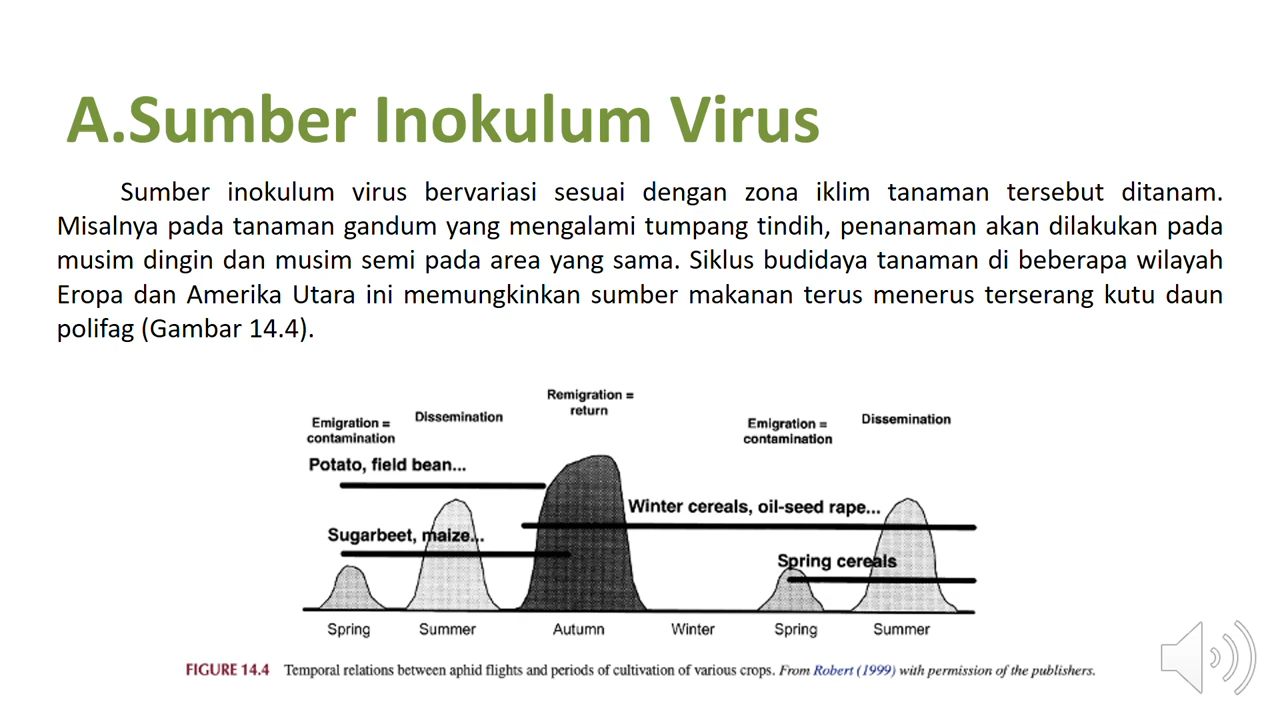 A.Sumber Inokulum Virus
Sumber inokulum virus bervariasi sesuai dengan zona iklim tanaman tersebut ditanam.
Misalnya pada tanaman gandum yang mengalami tumpang tindih, penanaman akan dilakukan pada
musim dingin dan musim semi pada area yang sama. Siklus budidaya tanaman di beberapa wilayah
Eropa dan Amerika Utara ini memungkinkan sumber makanan terus menerus terserang kutu daun
polifag (Gambar 14.4).
Emigration =
contamination
Dissemination
Remigration =
return
Emigration =
contamination
Dissemination
Potato, field bean...
Winter cereals, oil-seed rape...
Sugarbeet, maize...
Spring cereals
Spring Summer Autumn Winter Spring Summer
FIGURE 14.4 Temporal relations between aphid flights and periods of cultivation of various crops. From Robert (1999) with permission of the publishers.